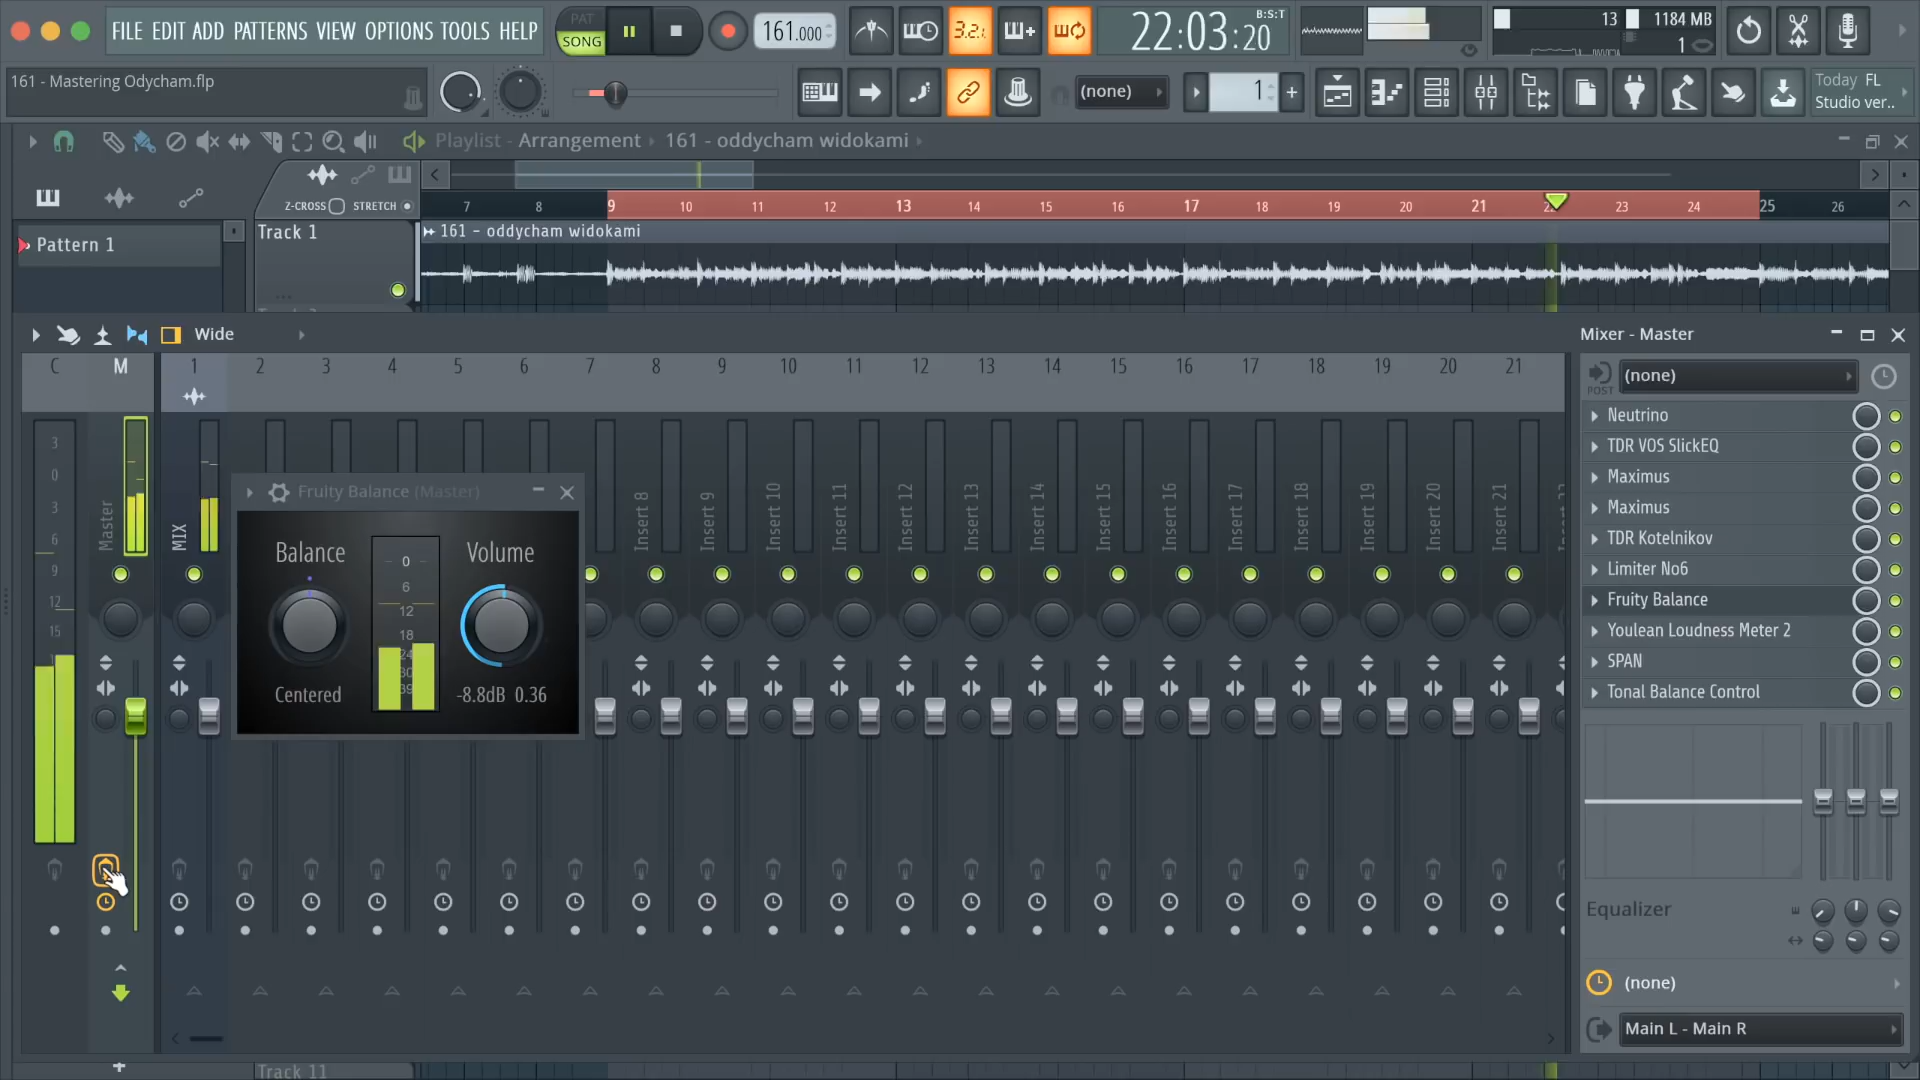 FILE EDIT ADD PATTERNS VIEW OPTIONS TOOLS HELP
PAT
SONG
161.000
3.2.
22:03:20
B:S:T
13
1184 MB
1
161 - Mastering Odycham.flp
(none)
1
Today FL
Studio ver..
Playlist - Arrangement › 161 - oddycham widokami
Z-CROSS STRETCH
7 8 9 10 11 12 13 14 15 16 17 18 19 20 21 22 23 24 25 26
Pattern 1
Track 1
161 - oddycham widokami
Wide
Mixer - Master
C M 1 2 3 4 5 6 7 8 9 10 11 12 13 14 15 16 17 18 19 20 21
POST
(none)
3
0
3
6
9
12
15
Master
MIX
Insert 8
Insert 9
Insert 10
Insert 11
Insert 12
Insert 13
Insert 14
Insert 15
Insert 16
Insert 17
Insert 18
Insert 19
Insert 20
Insert 21
Fruity Balance (Master)
Balance
Volume
0
6
12
18
24
30
39
Centered
-8.8dB 0.36
Neutrino
TDR VOS SlickEQ
Maximus
Maximus
TDR Kotelnikov
Limiter No6
Fruity Balance
Youlean Loudness Meter 2
SPAN
Tonal Balance Control
Equalizer
(none)
Main L - Main R
Track 11